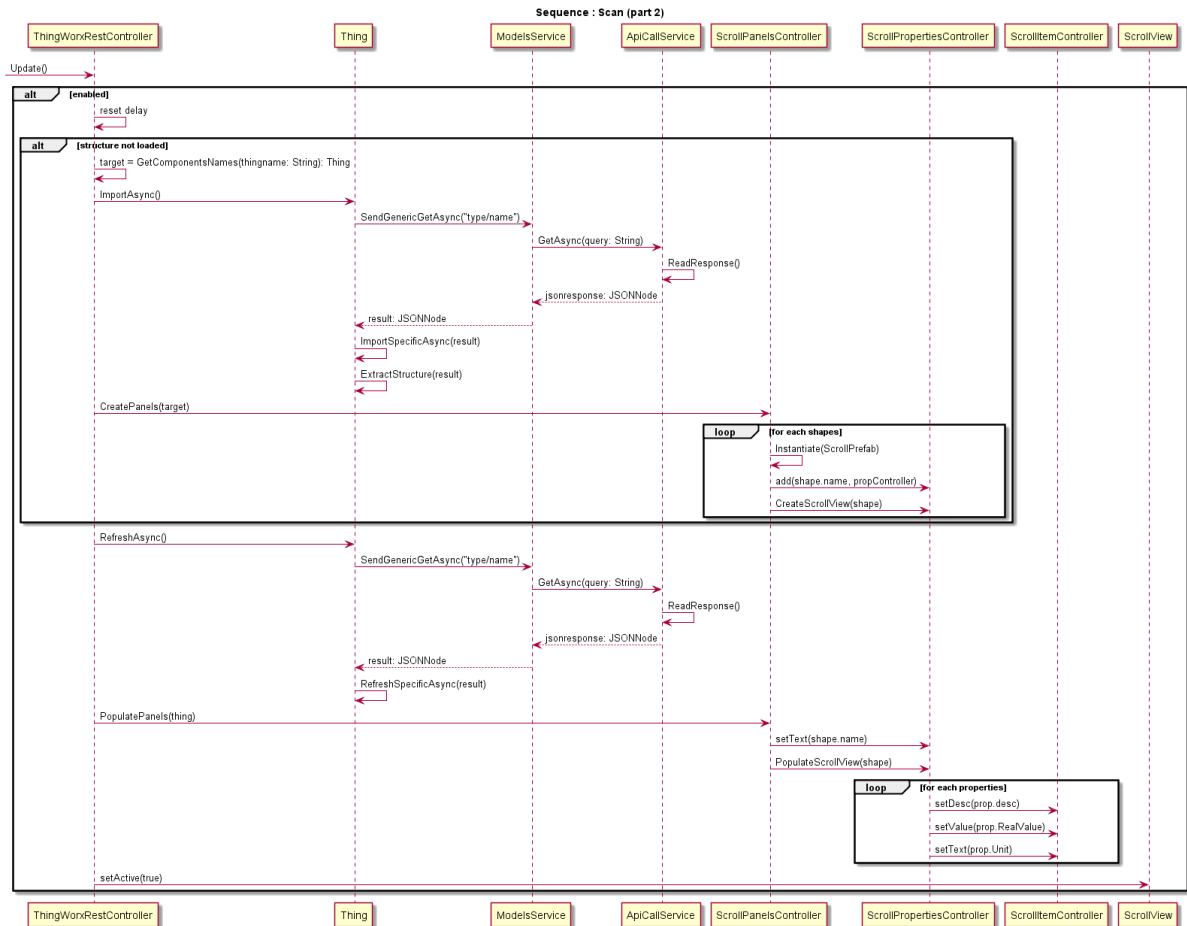 Sequence : Scan (part 2)
ThingWorxRestController
Thing
ModelsService
ApiCallService
ScrollPanelsController
ScrollPropertiesController
ScrollItemController
ScrollView
Update()
alt [enabled]
reset delay
alt [structure not loaded]
target = GetComponentsNames(thingname: String): Thing
ImportAsync()
SendGenericGetAsync("type/name")
GetAsync(query: String)
ReadResponse()
jsonresponse: JSONNode
result: JSONNode
ImportSpecificAsync(result)
ExtractStructure(result)
CreatePanels(target)
loop [for each shapes]
Instantiate(ScrollPrefab)
add(shape.name, propController)
CreateScrollView(shape)
RefreshAsync()
SendGenericGetAsync("type/name")
GetAsync(query: String)
ReadResponse()
jsonresponse: JSONNode
result: JSONNode
RefreshSpecificAsync(result)
PopulatePanels(thing)
setText(shape.name)
PopulateScrollView(shape)
loop [for each properties]
setDesc(prop.desc)
setValue(prop.RealValue)
setText(prop.Unit)
setActive(true)
ThingWorxRestController
Thing
ModelsService
ApiCallService
ScrollPanelsController
ScrollPropertiesController
ScrollItemController
ScrollView